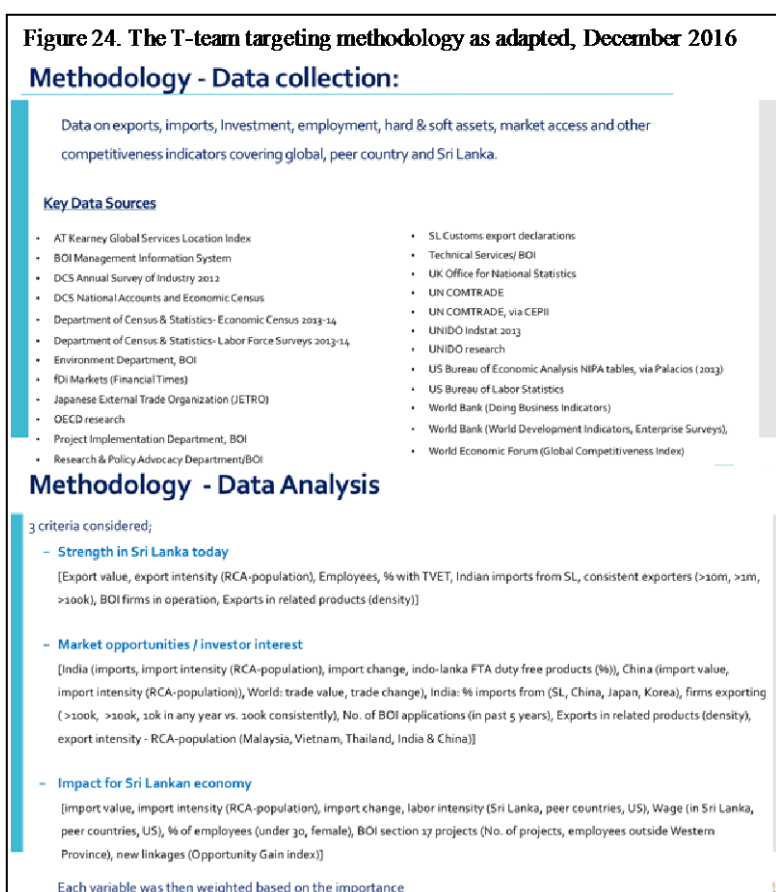 Figure 24. The T-team targeting methodology as adapted, December 2016
Methodology - Data collection:
Data on exports, imports, Investment, employment, hard & soft assets, market access and other
competitiveness indicators covering global, peer country and Sri Lanka.
Key Data Sources
• AT Kearney Global Services Location Index
• BOI Management Information System
• DCS Annual Survey of Industry 2012
• DCS National Accounts and Economic Census
• Department of Census & Statistics- Economic Census 2013-14
• Department of Census & Statistics- Labor Force Surveys 2013-14
• Environment Department, BOI
• fDi Markets (Financial Times)
• Japanese External Trade Organization (JETRO)
• OECD research
• Project Implementation Department, BOI
• Research & Policy Advocacy Department/BOI
• SL Customs export declarations
• Technical Services/ BOI
• UK Office for National Statistics
• UN COMTRADE
• UN COMTRADE, via CEPII
• UNIDO Indstat 2013
• UNIDO research
• US Bureau of Economic Analysis NIPA tables, via Palacios (2013)
• US Bureau of Labor Statistics
• World Bank (Doing Business Indicators)
• World Bank (World Development Indicators, Enterprise Surveys),
• World Economic Forum (Global Competitiveness Index)
Methodology - Data Analysis
3 criteria considered;
– Strength in Sri Lanka today
[Export value, export intensity (RCA-population), Employees, % with TVET, Indian imports from SL, consistent exporters (>10m, >1m,
>100k), BOI firms in operation, Exports in related products (density)]
– Market opportunities / investor interest
[India (imports, import intensity (RCA-population), import change, indo-lanka FTA duty free products (%)), China (import value,
import intensity (RCA-population)), World: trade value, trade change), India: % imports from (SL, China, Japan, Korea), firms exporting
( >100k, >100k, 10k in any year vs. 100k consistently), No. of BOI applications (in past 5 years), Exports in related products (density),
export intensity - RCA-population (Malaysia, Vietnam, Thailand, India & China)]
– Impact for Sri Lankan economy
[import value, import intensity (RCA-population), import change, labor intensity (Sri Lanka, peer countries, US), Wage (in Sri Lanka,
peer countries, US), % of employees (under 30, female), BOI section 17 projects (No. of projects, employees outside Western
Province), new linkages (Opportunity Gain index)]
Each variable was then weighted based on the importance